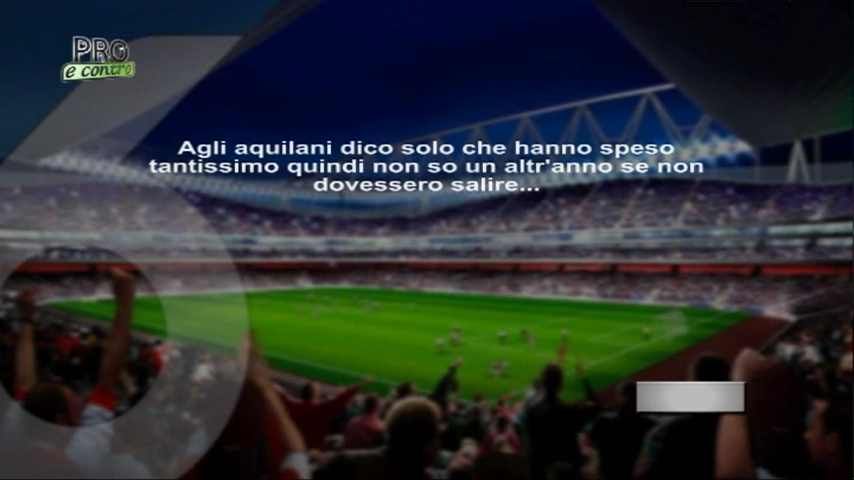 PRO
e contro
Agli aquilani dico solo che hanno speso
tantissimo quindi non so un altr'anno se non
dovessero salire...